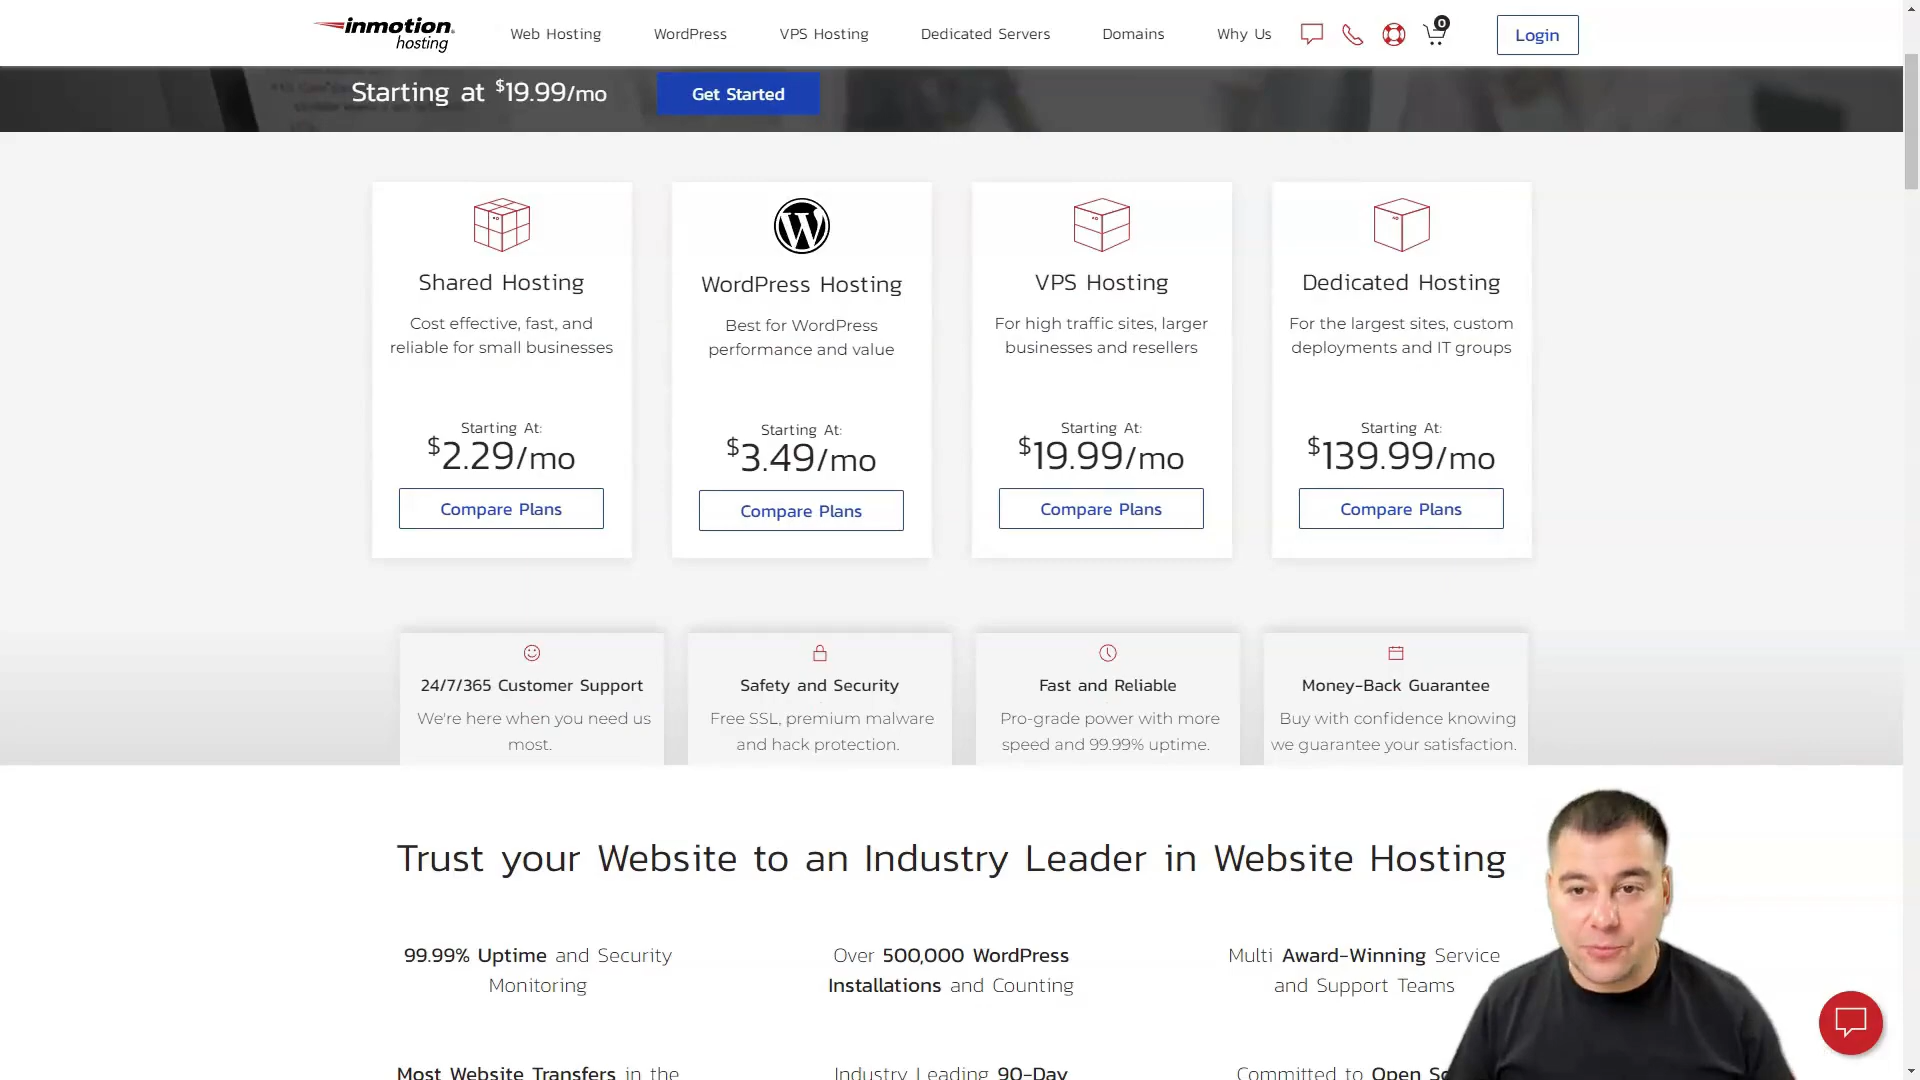 inmotion
hosting
Web Hosting
WordPress
VPS Hosting
Dedicated Servers
Domains
Why Us
0
Login
Starting at $19.99/mo
Get Started
Shared Hosting
Cost effective, fast, and
reliable for small businesses
Starting At:
$2.29/mo
Compare Plans
WordPress Hosting
Best for WordPress
performance and value
Starting At:
$3.49/mo
Compare Plans
VPS Hosting
For high traffic sites, larger
businesses and resellers
Starting At:
$19.99/mo
Compare Plans
Dedicated Hosting
For the largest sites, custom
deployments and IT groups
Starting At:
$139.99/mo
Compare Plans
24/7/365 Customer Support
We're here when you need us
most.
Safety and Security
Free SSL, premium malware
and hack protection.
Fast and Reliable
Pro-grade power with more
speed and 99.99% uptime.
Money-Back Guarantee
Buy with confidence knowing
we guarantee your satisfaction.
Trust your Website to an Industry Leader in Website Hosting
99.99% Uptime and Security
Monitoring
Over 500,000 WordPress
Installations and Counting
Multi Award-Winning Service
and Support Teams
Most Website Transfers in the
Industry Leading 90-Day
Committed to Open